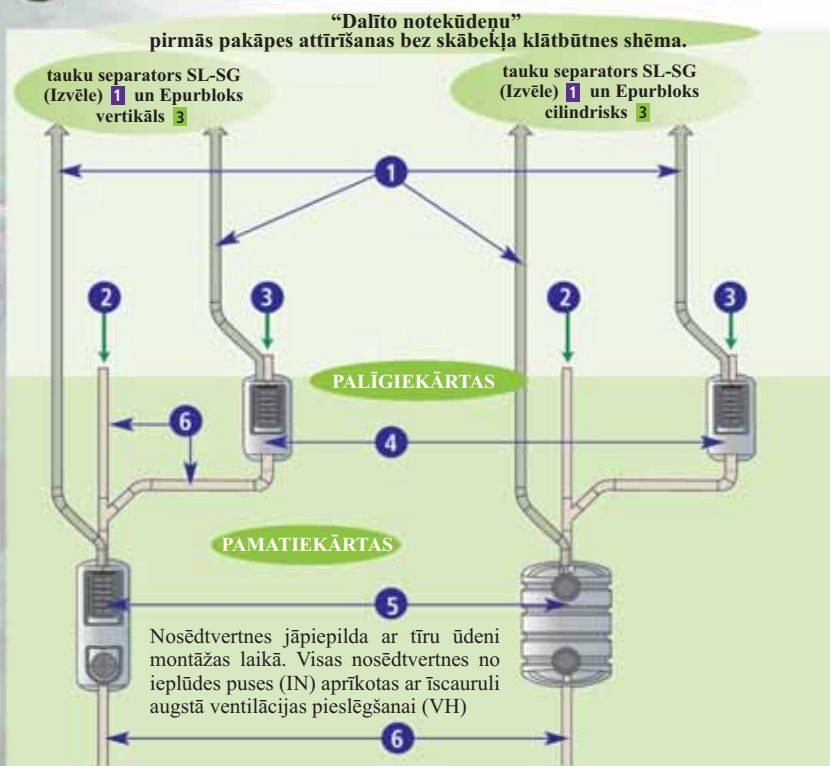 “Dalīto notekūdeņu”
pirmās pakāpes attīrīšanas bez skābekļa klātbūtnes shēma.
tauku separators SL-SG
(Izvēle) 1 un Epurbloks
vertikāls 3
tauku separators SL-SG
(Izvēle) 1 un Epurbloks
cilindrisks 3
1
2
3
2
3
PALĪGIEKĀRTAS
6
4
PAMATIEKĀRTAS
5
Nosēdtvertnes jāpiepilda ar tīru ūdeni
montāžas laikā. Visas nosēdtvertnes no
ieplūdes puses (IN) aprīkotas ar īscauruli
augstā ventilācijas pieslēgšanai (VH)
6